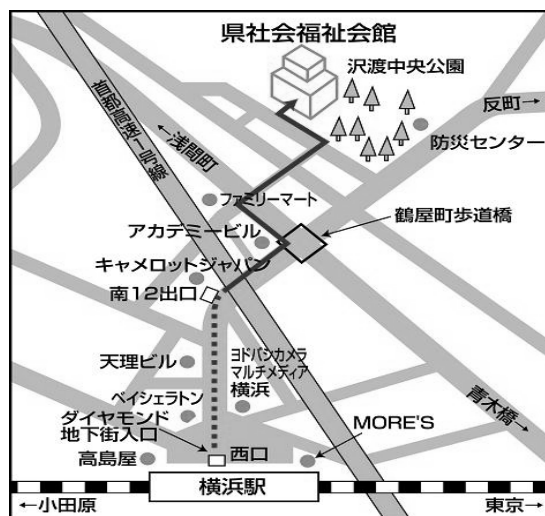 県社会福祉会館
沢渡中央公園
反町
首都高速1号線
浅間町
防災センター
ファミリーマート
鶴屋町歩道橋
アカデミービル
キャメロットジャパン
南12出口
天理ビル
ヨドバシカメラ
マルチメディア
横浜
ベイシェラトン
ダイヤモンド
地下街入口
青木橋
MORE'S
高島屋
西口
横浜駅
←小田原
東京→